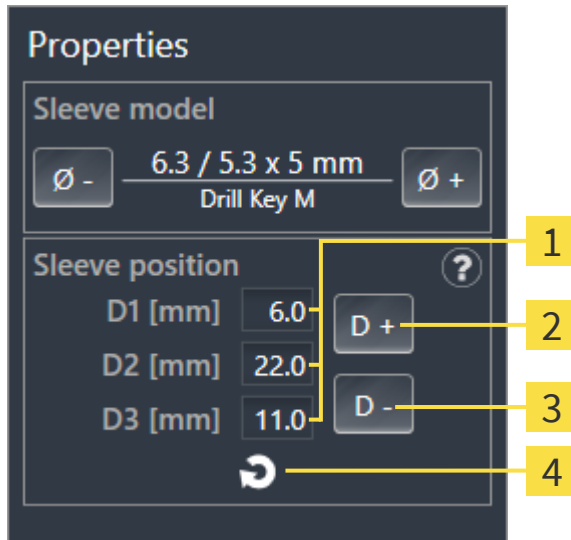 Properties
Sleeve model
Ø -
6.3 / 5.3 x 5 mm
Drill Key M
Ø +
Sleeve position
?
D1 [mm] 6.0
D2 [mm] 22.0
D3 [mm] 11.0
D +
D -
1
2
3
4